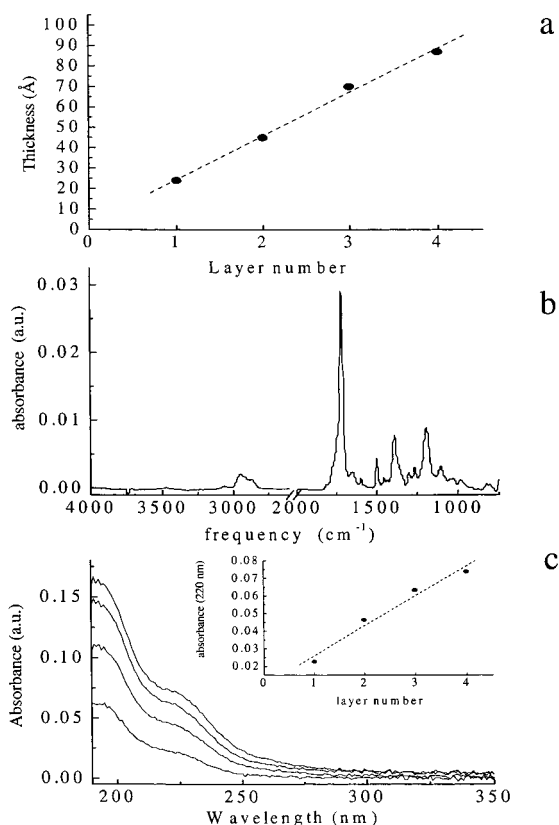 a
100
90
80
70
60
50
40
30
20
10
0
Thickness (Å)
0 1 2 3 4
Layer number
b
0.03
0.02
0.01
0.00
absorbance (a.u.)
4000 3500 3000 2000 1500 1000
frequency (cm⁻¹)
c
0.15
0.10
0.05
0.00
Absorbance (a.u.)
200 250 300 350
Wavelength (nm)
0.08
0.07
0.06
0.05
0.04
0.03
0.02
absorbance (220 nm)
0 1 2 3 4
layer number